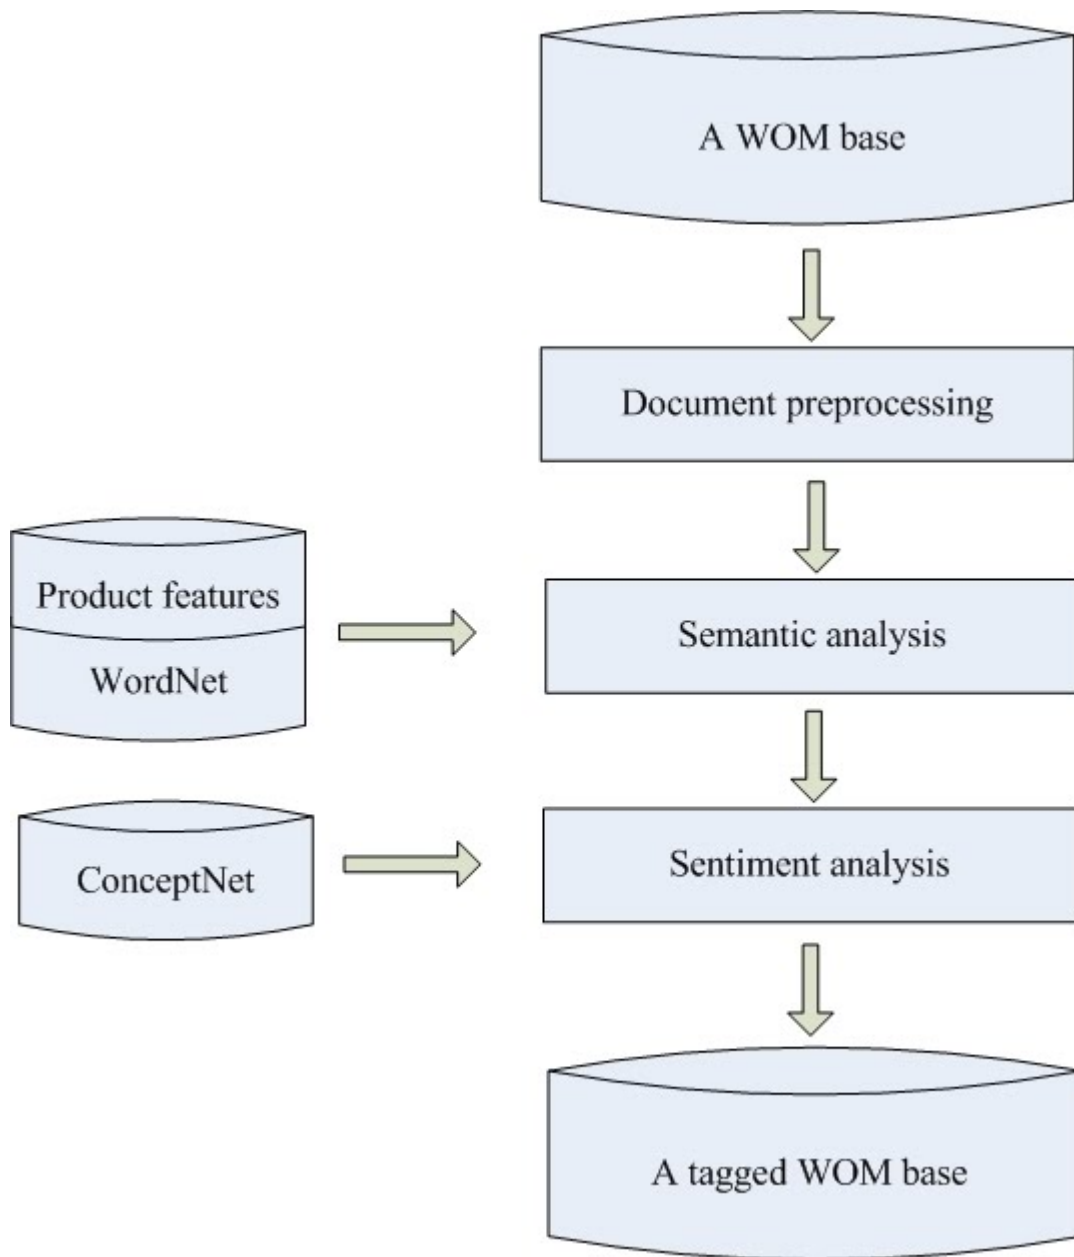 A WOM base
Document preprocessing
Product features
WordNet
Semantic analysis
ConceptNet
Sentiment analysis
A tagged WOM base